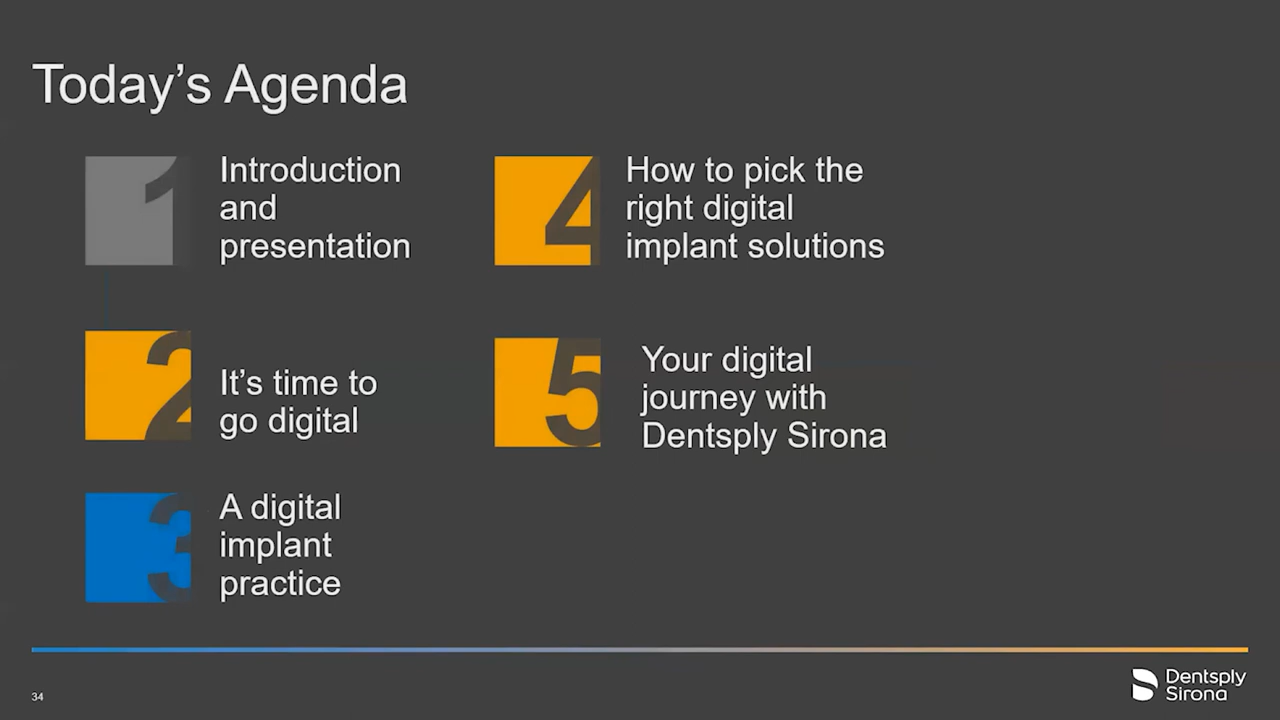 Today's Agenda
1
Introduction
and
presentation
2
It's time to
go digital
3
A digital
implant
practice
4
How to pick the
right digital
implant solutions
5
Your digital
journey with
Dentsply Sirona
34
Dentsply
Sirona